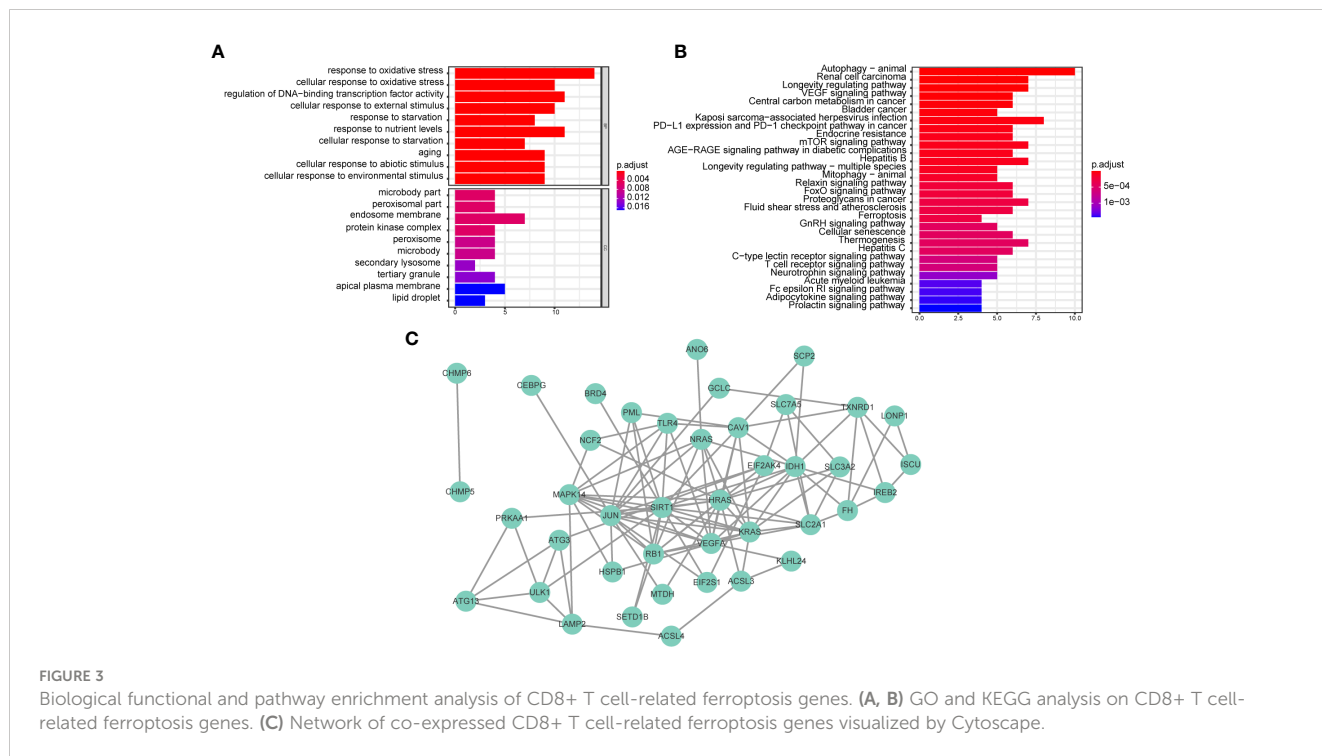 A
response to oxidative stress
cellular response to oxidative stress
regulation of DNA-binding transcription factor activity
cellular response to external stimulus
response to starvation
response to nutrient levels
cellular response to starvation
aging
cellular response to abiotic stimulus
cellular response to environmental stimulus
BP
microbody part
peroxisomal part
endosome membrane
protein kinase complex
peroxisome
microbody
secondary lysosome
tertiary granule
apical plasma membrane
lipid droplet
CC
0 5 10
p.adjust
0.004
0.008
0.012
0.016
B
Autophagy − animal
Renal cell carcinoma
Longevity regulating pathway
VEGF signaling pathway
Central carbon metabolism in cancer
Bladder cancer
Kaposi sarcoma−associated herpesvirus infection
PD−L1 expression and PD−1 checkpoint pathway in cancer
Endocrine resistance
mTOR signaling pathway
AGE−RAGE signaling pathway in diabetic complications
Hepatitis B
Longevity regulating pathway − multiple species
Mitophagy − animal
Relaxin signaling pathway
FoxO signaling pathway
Proteoglycans in cancer
Fluid shear stress and atherosclerosis
Ferroptosis
GnRH signaling pathway
Cellular senescence
Thermogenesis
Hepatitis C
C−type lectin receptor signaling pathway
T cell receptor signaling pathway
Neurotrophin signaling pathway
Acute myeloid leukemia
Fc epsilon RI signaling pathway
Adipocytokine signaling pathway
Prolactin signaling pathway
0.0 2.5 5.0 7.5 10.0
p.adjust
5e−04
1e−03
C
ANO6
SCP2
CHMP6
CEBPG
BRD4
GCLC
SLC7A5
TXNRD1
LONP1
PML
TLR4
CAV1
NCF2
NRAS
EIF2AK4
IDH1
SLC3A2
ISCU
CHMP5
MAPK14
IREB2
PRKAA1
JUN
SIRT1
HRAS
SLC2A1
FH
ATG3
RB1
VEGFA
KRAS
KLHL24
HSPB1
EIF2S1
ACSL3
ATG13
ULK1
MTDH
LAMP2
SETD1B
ACSL4
FIGURE 3
Biological functional and pathway enrichment analysis of CD8+ T cell-related ferroptosis genes. (A, B) GO and KEGG analysis on CD8+ T cell-
related ferroptosis genes. (C) Network of co-expressed CD8+ T cell-related ferroptosis genes visualized by Cytoscape.